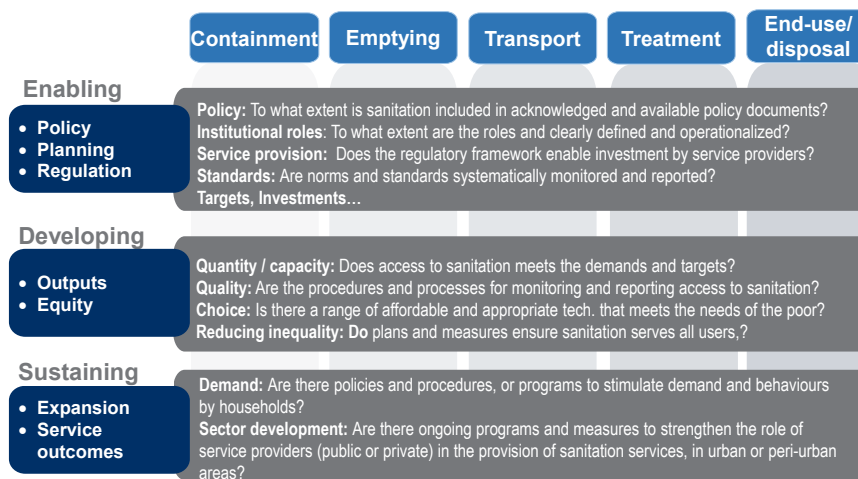 Containment
Emptying
Transport
Treatment
End-use/
disposal
Enabling
• Policy
• Planning
• Regulation
Policy: To what extent is sanitation included in acknowledged and available policy documents?
Institutional roles: To what extent are the roles and clearly defined and operationalized?
Service provision: Does the regulatory framework enable investment by service providers?
Standards: Are norms and standards systematically monitored and reported?
Targets, Investments…
Developing
• Outputs
• Equity
Quantity / capacity: Does access to sanitation meets the demands and targets?
Quality: Are the procedures and processes for monitoring and reporting access to sanitation?
Choice: Is there a range of affordable and appropriate tech. that meets the needs of the poor?
Reducing inequality: Do plans and measures ensure sanitation serves all users,?
Sustaining
• Expansion
• Service
outcomes
Demand: Are there policies and procedures, or programs to stimulate demand and behaviours
by households?
Sector development: Are there ongoing programs and measures to strengthen the role of
service providers (public or private) in the provision of sanitation services, in urban or peri-urban
areas?